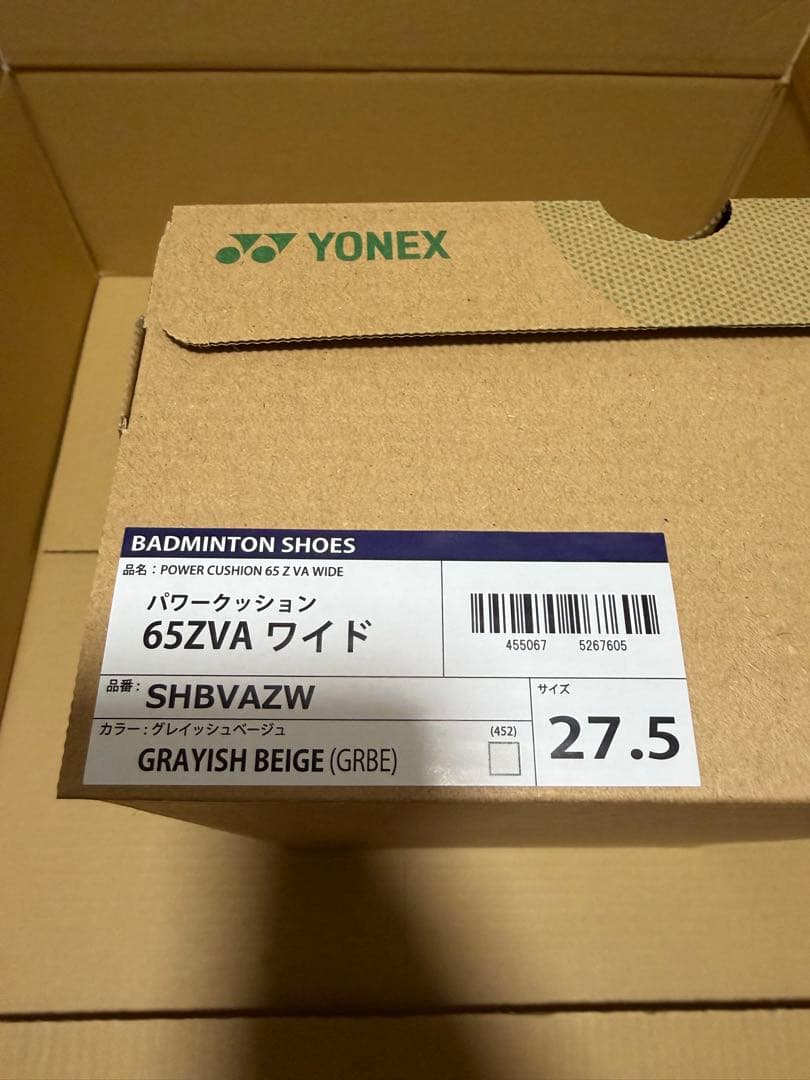 YONEX
BADMINTON SHOES
品名：POWER CUSHION 65 Z VA WIDE
パワークッション
65ZVA ワイド
455067 5267605
品番：SHBVAZW
カラー：グレイッシュベージュ
(452)
GRAYISH BEIGE (GRBE)
サイズ
27.5